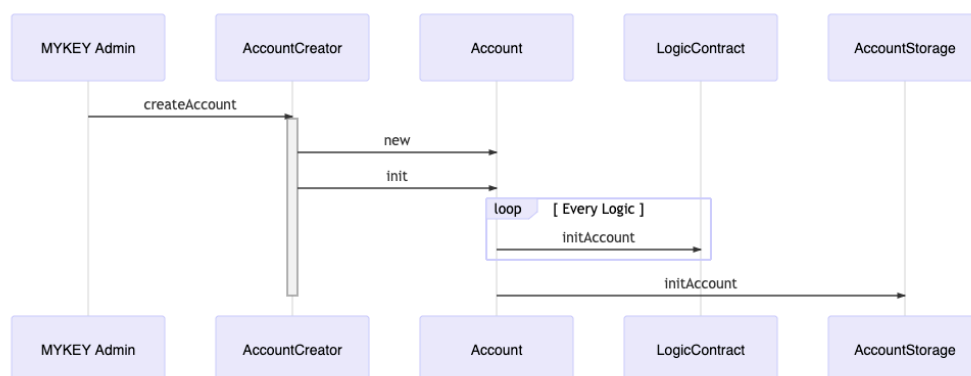 MYKEY Admin
AccountCreator
Account
LogicContract
AccountStorage
createAccount
new
init
loop
[ Every Logic ]
initAccount
initAccount
MYKEY Admin
AccountCreator
Account
LogicContract
AccountStorage